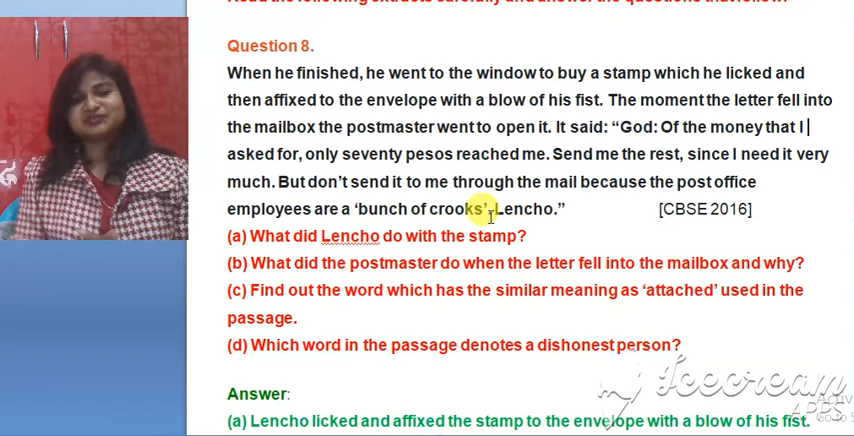 Question 8.
When he finished, he went to the window to buy a stamp which he licked and
then affixed to the envelope with a blow of his fist. The moment the letter fell into
the mailbox the postmaster went to open it. It said: “God: Of the money that I
asked for, only seventy pesos reached me. Send me the rest, since I need it very
much. But don’t send it to me through the mail because the post office
employees are a ‘bunch of crooks’. Lencho.” [CBSE 2016]
(a) What did Lencho do with the stamp?
(b) What did the postmaster do when the letter fell into the mailbox and why?
(c) Find out the word which has the similar meaning as ‘attached’ used in the
passage.
(d) Which word in the passage denotes a dishonest person?
Icecream
APPS
Answer:
(a) Lencho licked and affixed the stamp to the envelope with a blow of his fist.